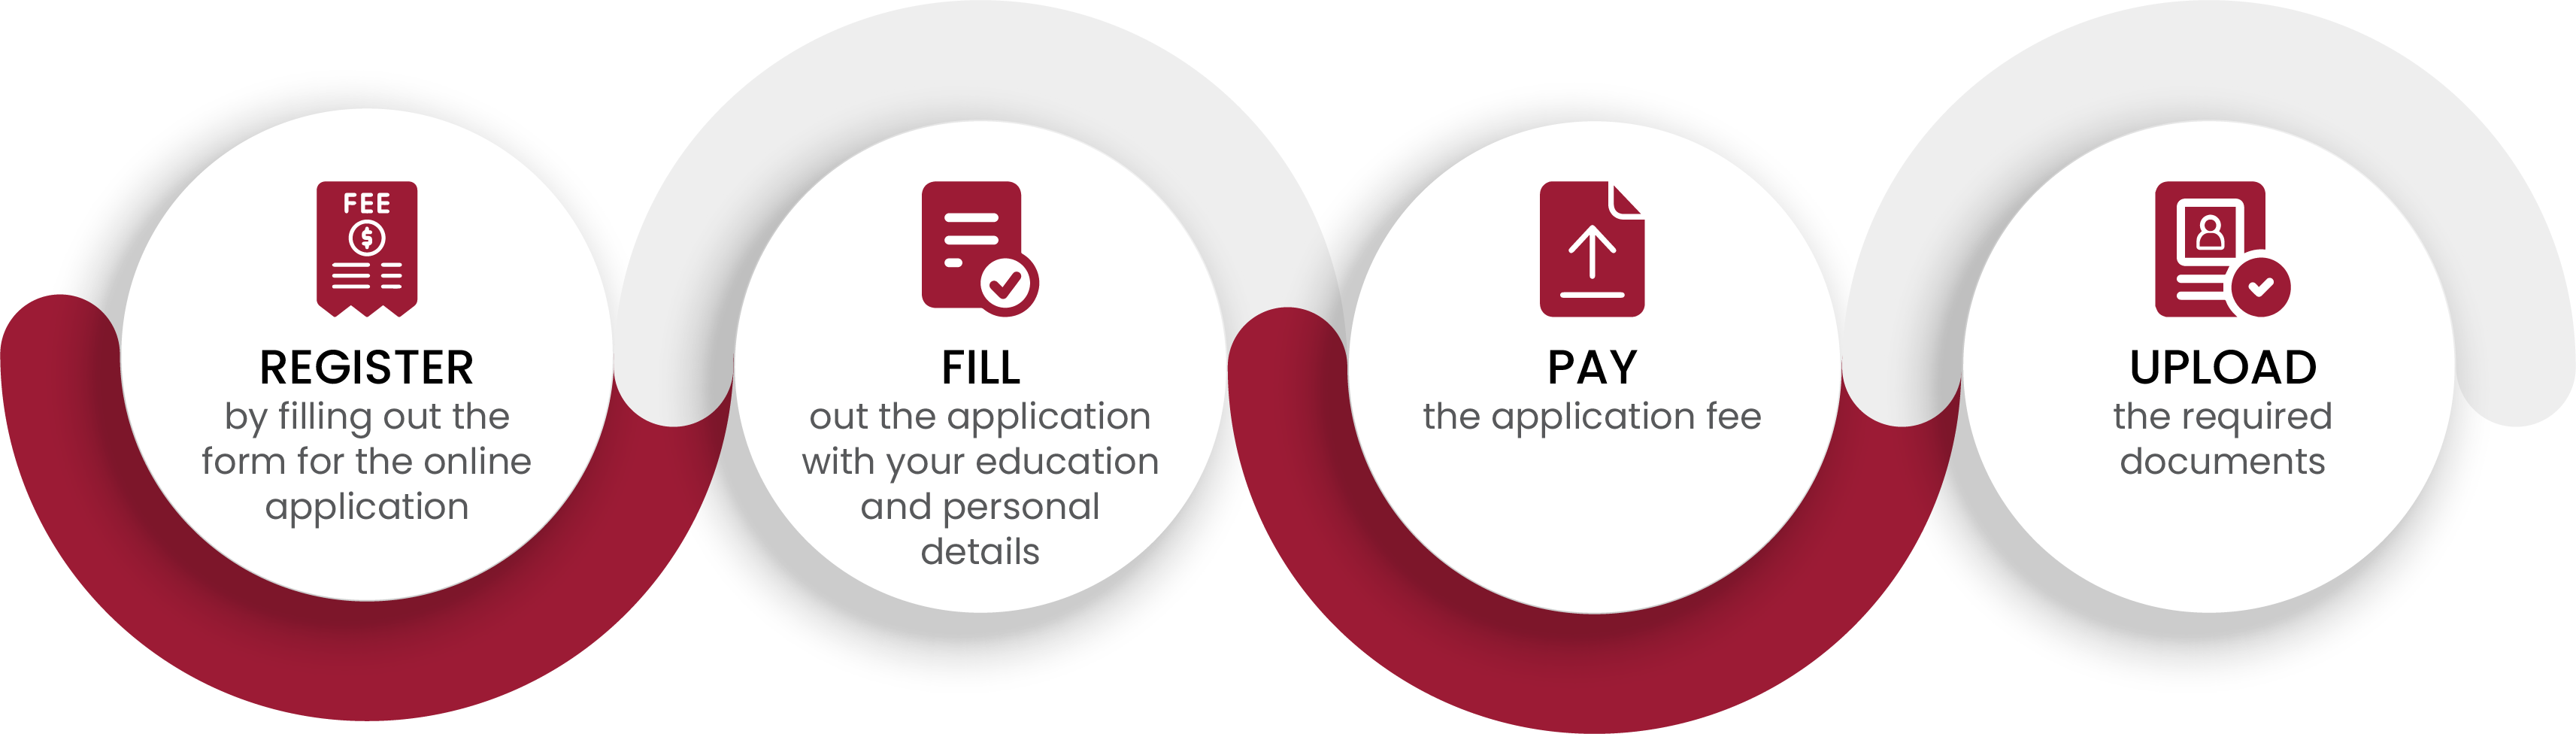 FEE
$
REGISTER
by filling out the
form for the online
application
FILL
out the application
with your education
and personal
details
PAY
the application fee
UPLOAD
the required
documents